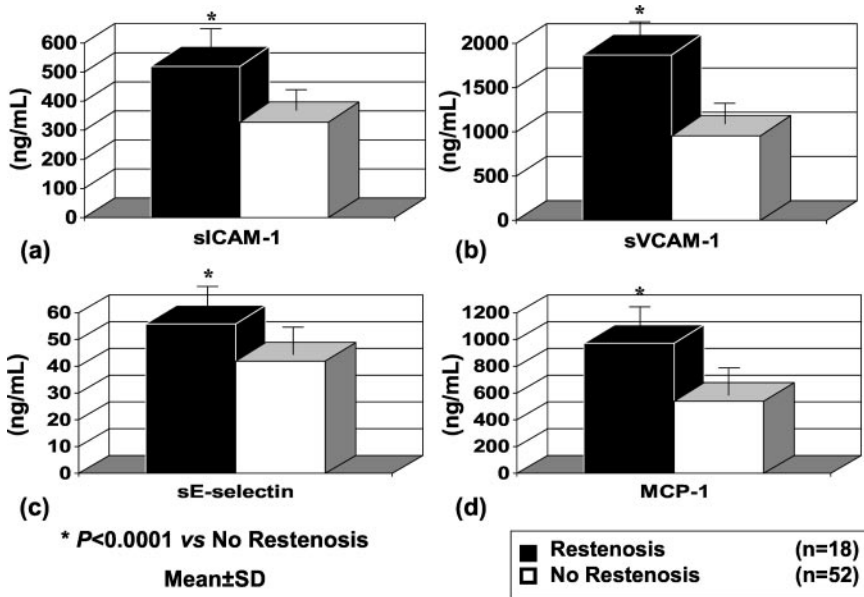 *
600
500
400
300
200
100
0
(ng/mL)
sICAM-1
(a)
*
2000
1500
1000
500
0
(ng/mL)
sVCAM-1
(b)
*
60
50
40
30
20
10
0
(ng/mL)
sE-selectin
(c)
*
1200
1000
800
600
400
200
0
(ng/mL)
MCP-1
(d)
* P<0.0001 vs No Restenosis
Mean±SD
Restenosis (n=18)
No Restenosis (n=52)